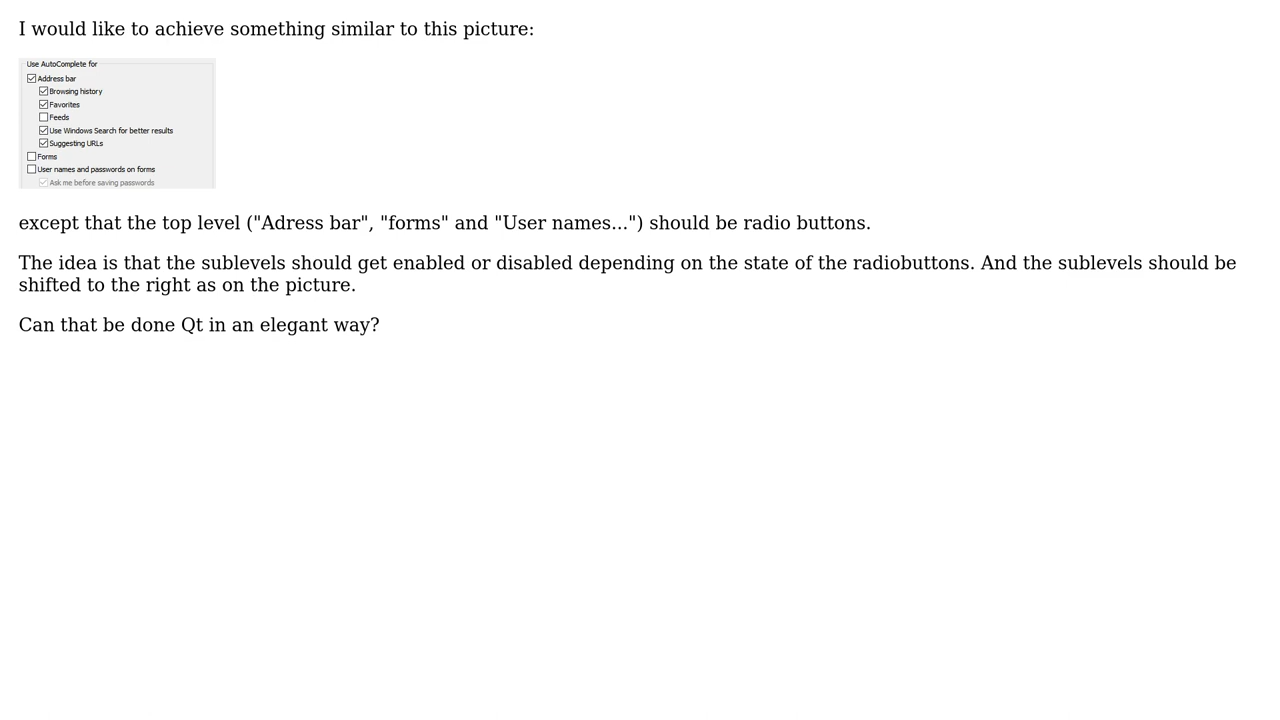 I would like to achieve something similar to this picture:
Use AutoComplete for
Address bar
Browsing history
Favorites
Feeds
Use Windows Search for better results
Suggesting URLs
Forms
User names and passwords on forms
Ask me before saving passwords
except that the top level ("Adress bar", "forms" and "User names...") should be radio buttons.
The idea is that the sublevels should get enabled or disabled depending on the state of the radiobuttons. And the sublevels should be
shifted to the right as on the picture.
Can that be done Qt in an elegant way?